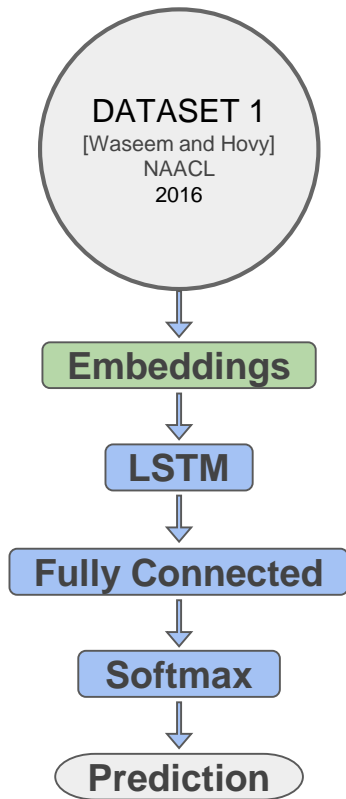 DATASET 1
[Waseem and Hovy]
NAACL
2016
Embeddings
LSTM
Fully Connected
Softmax
Prediction